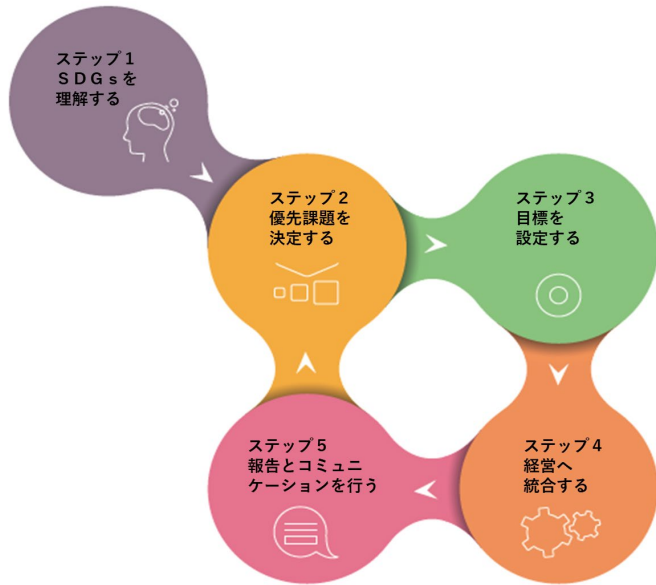 ステップ１
ＳＤＧｓを
理解する
ステップ２
優先課題を
決定する
ステップ３
目標を
設定する
ステップ４
経営へ
統合する
ステップ５
報告とコミュニ
ケーションを行う